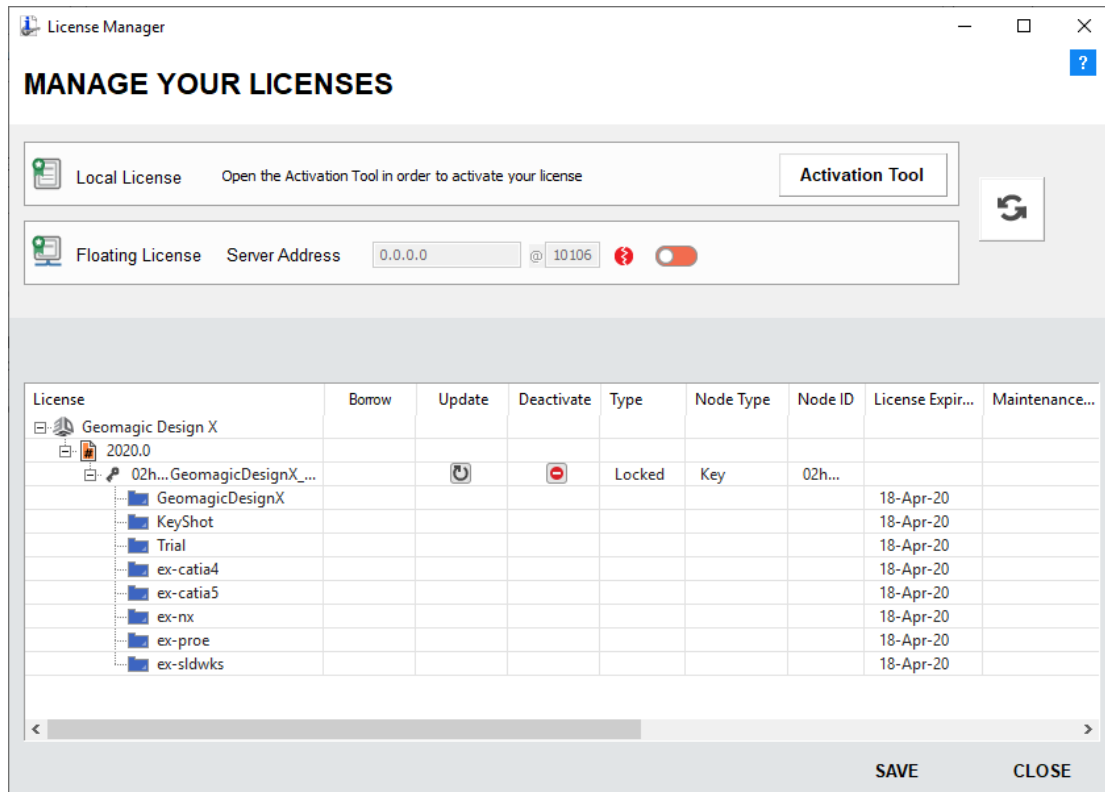 License Manager
?
MANAGE YOUR LICENSES
Local License Open the Activation Tool in order to activate your license Activation Tool
Floating License Server Address 0.0.0.0 @ 10106
License Borrow Update Deactivate Type Node Type Node ID License Expir... Maintenance...
Geomagic Design X
2020.0
02h...GeomagicDesignX_... Locked Key 02h...
GeomagicDesignX 18-Apr-20
KeyShot 18-Apr-20
Trial 18-Apr-20
ex-catia4 18-Apr-20
ex-catia5 18-Apr-20
ex-nx 18-Apr-20
ex-proe 18-Apr-20
ex-sldwks 18-Apr-20
SAVE CLOSE